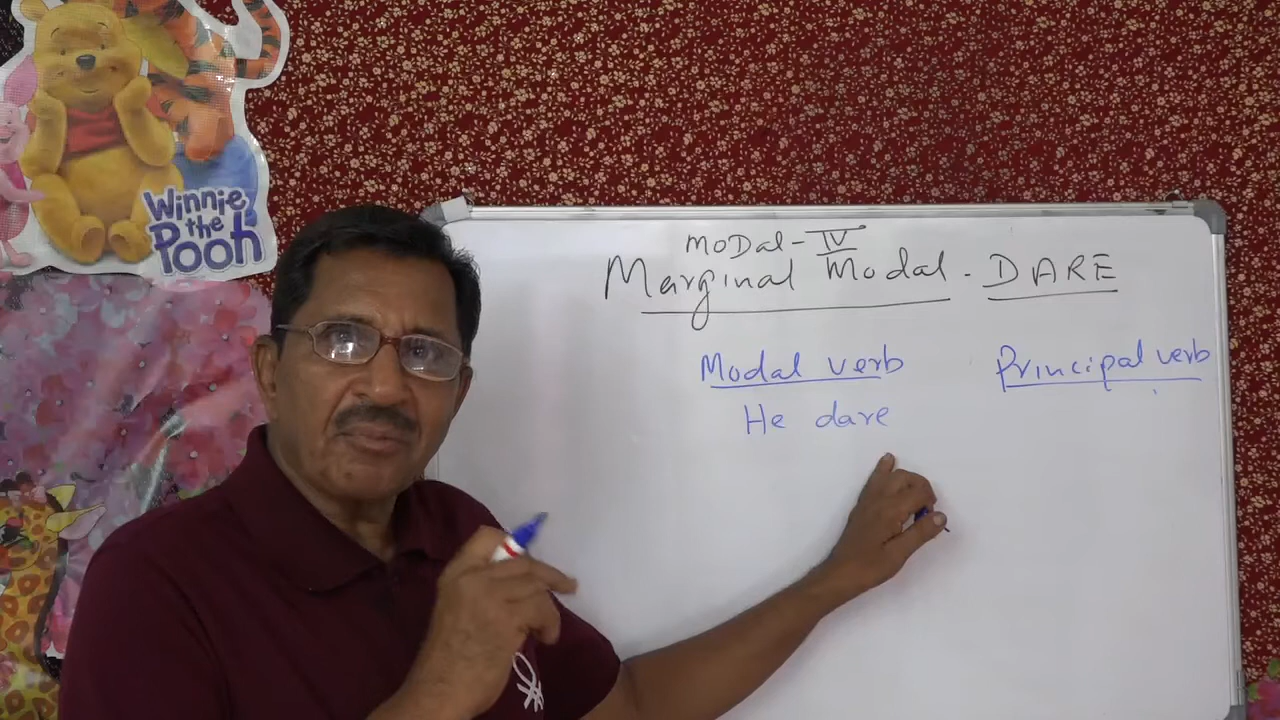 Winnie
the
Pooh
MoDal - IV
Marginal Modal - DARE
Modal verb
Principal verb
He dare